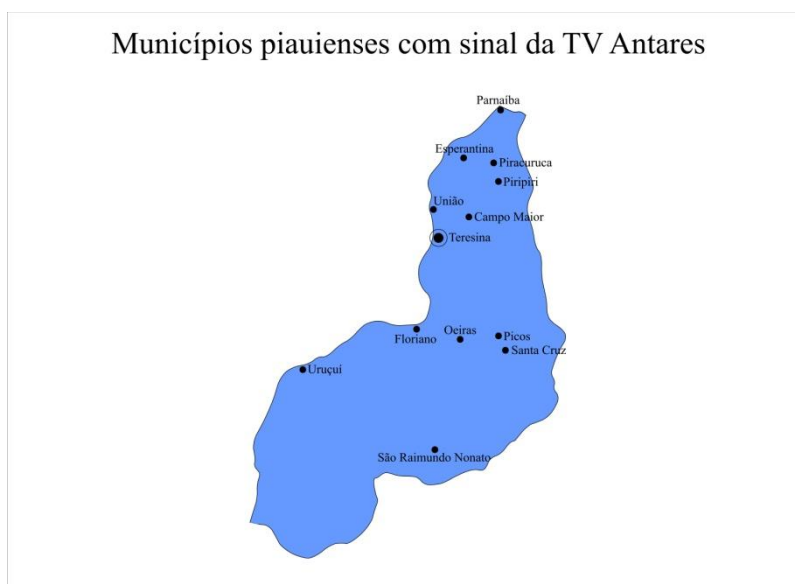 Municípios piauienses com sinal da TV Antares
Parnaíba
Esperantina
Piracuruca
Piripiri
União
Campo Maior
Teresina
Floriano
Oeiras
Picos
Santa Cruz
Uruçuí
São Raimundo Nonato